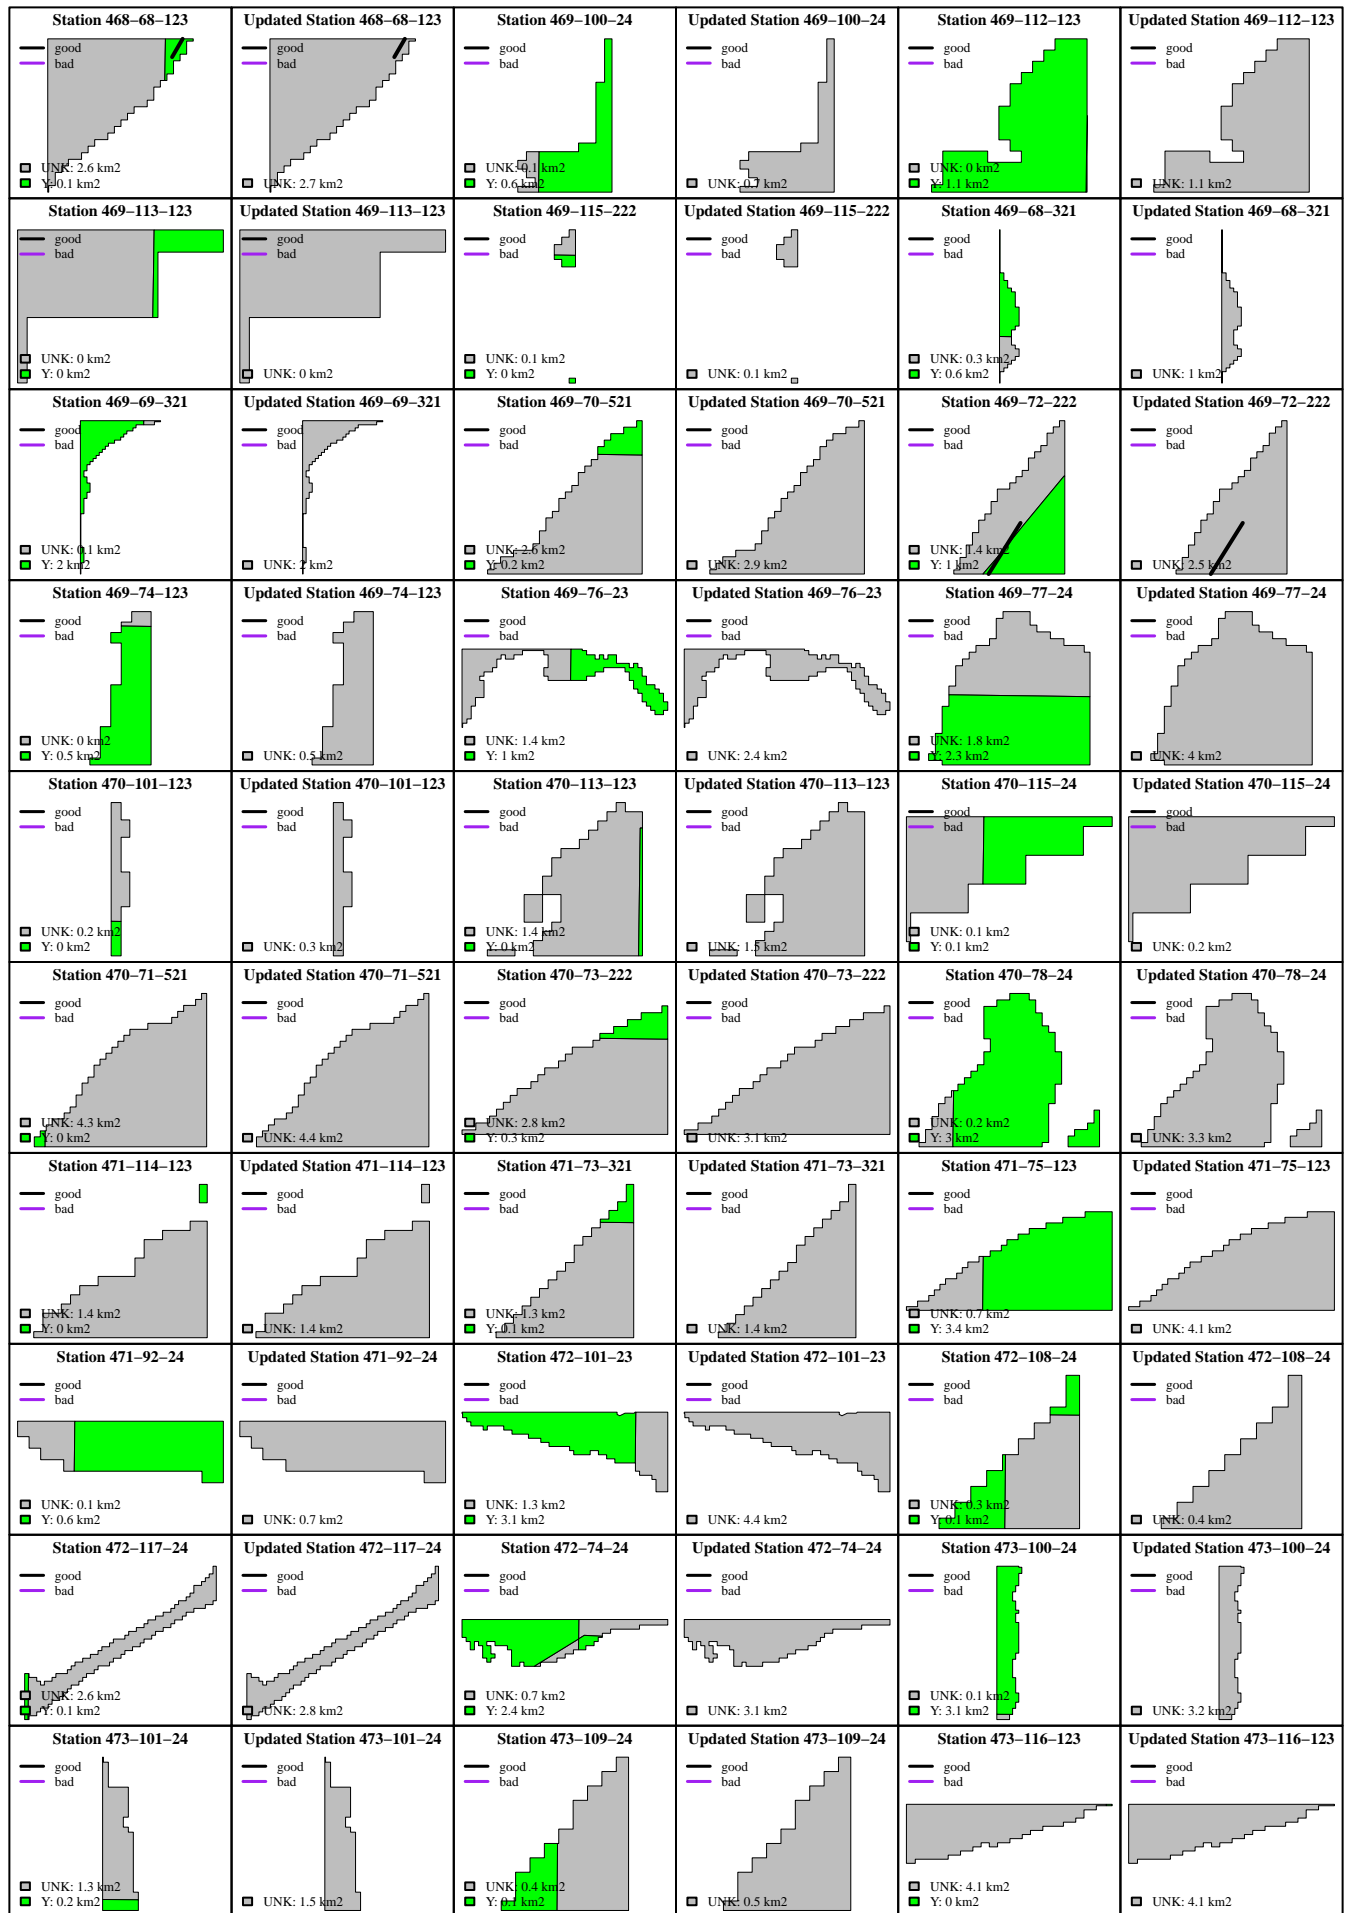 Station 468−68−123
good
bad
UNK: 2.6 km2
Y: 0.1 km2
Updated Station 468−68−123
good
bad
UNK: 2.7 km2
Station 469−100−24
good
bad
UNK: 0.1 km2
Y: 0.6 km2
Updated Station 469−100−24
good
bad
UNK: 0.7 km2
Station 469−112−123
good
bad
UNK: 0 km2
Y: 1.1 km2
Updated Station 469−112−123
good
bad
UNK: 1.1 km2
Station 469−113−123
good
bad
UNK: 0 km2
Y: 0 km2
Updated Station 469−113−123
good
bad
UNK: 0 km2
Station 469−115−222
good
bad
UNK: 0.1 km2
Y: 0 km2
Updated Station 469−115−222
good
bad
UNK: 0.1 km2
Station 469−68−321
good
bad
UNK: 0.3 km2
Y: 0.6 km2
Updated Station 469−68−321
good
bad
UNK: 1 km2
Station 469−69−321
good
bad
UNK: 0.1 km2
Y: 2 km2
Updated Station 469−69−321
good
bad
UNK: 2 km2
Station 469−70−521
good
bad
UNK: 2.6 km2
Y: 0.2 km2
Updated Station 469−70−521
good
bad
UNK: 2.9 km2
Station 469−72−222
good
bad
UNK: 1.4 km2
Y: 1 km2
Updated Station 469−72−222
good
bad
UNK: 2.5 km2
Station 469−74−123
good
bad
UNK: 0 km2
Y: 0.5 km2
Updated Station 469−74−123
good
bad
UNK: 0.5 km2
Station 469−76−23
good
bad
UNK: 1.4 km2
Y: 1 km2
Updated Station 469−76−23
good
bad
UNK: 2.4 km2
Station 469−77−24
good
bad
UNK: 1.8 km2
Y: 2.3 km2
Updated Station 469−77−24
good
bad
UNK: 4 km2
Station 470−101−123
good
bad
UNK: 0.2 km2
Y: 0 km2
Updated Station 470−101−123
good
bad
UNK: 0.3 km2
Station 470−113−123
good
bad
UNK: 1.4 km2
Y: 0 km2
Updated Station 470−113−123
good
bad
UNK: 1.5 km2
Station 470−115−24
good
bad
UNK: 0.1 km2
Y: 0.1 km2
Updated Station 470−115−24
good
bad
UNK: 0.2 km2
Station 470−71−521
good
bad
UNK: 4.3 km2
Y: 0 km2
Updated Station 470−71−521
good
bad
UNK: 4.4 km2
Station 470−73−222
good
bad
UNK: 2.8 km2
Y: 0.3 km2
Updated Station 470−73−222
good
bad
UNK: 3.1 km2
Station 470−78−24
good
bad
UNK: 0.2 km2
Y: 3 km2
Updated Station 470−78−24
good
bad
UNK: 3.3 km2
Station 471−114−123
good
bad
UNK: 1.4 km2
Y: 0 km2
Updated Station 471−114−123
good
bad
UNK: 1.4 km2
Station 471−73−321
good
bad
UNK: 1.3 km2
Y: 0.1 km2
Updated Station 471−73−321
good
bad
UNK: 1.4 km2
Station 471−75−123
good
bad
UNK: 0.7 km2
Y: 3.4 km2
Updated Station 471−75−123
good
bad
UNK: 4.1 km2
Station 471−92−24
good
bad
UNK: 0.1 km2
Y: 0.6 km2
Updated Station 471−92−24
good
bad
UNK: 0.7 km2
Station 472−101−23
good
bad
UNK: 1.3 km2
Y: 3.1 km2
Updated Station 472−101−23
good
bad
UNK: 4.4 km2
Station 472−108−24
good
bad
UNK: 0.3 km2
Y: 0.1 km2
Updated Station 472−108−24
good
bad
UNK: 0.4 km2
Station 472−117−24
good
bad
UNK: 2.6 km2
Y: 0.1 km2
Updated Station 472−117−24
good
bad
UNK: 2.8 km2
Station 472−74−24
good
bad
UNK: 0.7 km2
Y: 2.4 km2
Updated Station 472−74−24
good
bad
UNK: 3.1 km2
Station 473−100−24
good
bad
UNK: 0.1 km2
Y: 3.1 km2
Updated Station 473−100−24
good
bad
UNK: 3.2 km2
Station 473−101−24
good
bad
UNK: 1.3 km2
Y: 0.2 km2
Updated Station 473−101−24
good
bad
UNK: 1.5 km2
Station 473−109−24
good
bad
UNK: 0.4 km2
Y: 0.1 km2
Updated Station 473−109−24
good
bad
UNK: 0.5 km2
Station 473−116−123
good
bad
UNK: 4.1 km2
Y: 0 km2
Updated Station 473−116−123
good
bad
UNK: 4.1 km2